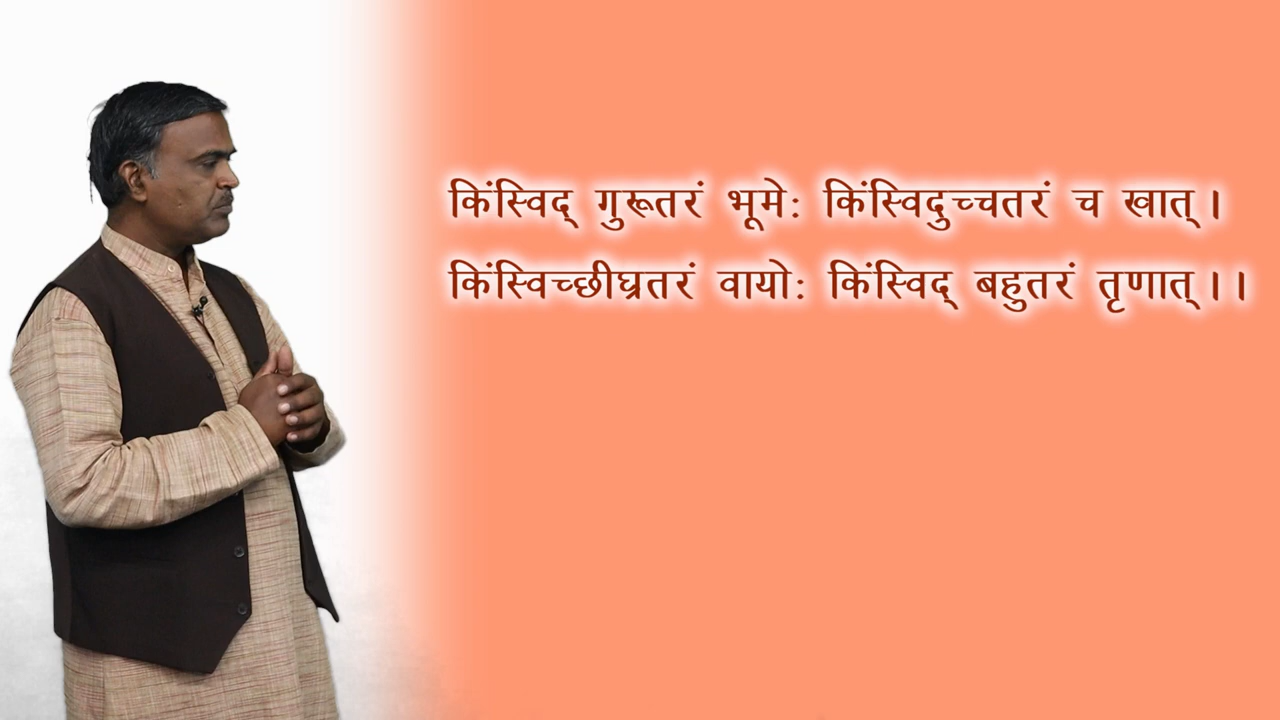 किंस्विद् गुरूतरं भूमेः किंस्विदुच्चतरं च खात्।
किंस्विच्छीघ्रतरं वायोः किंस्विद् बहुतरं तृणात्।।